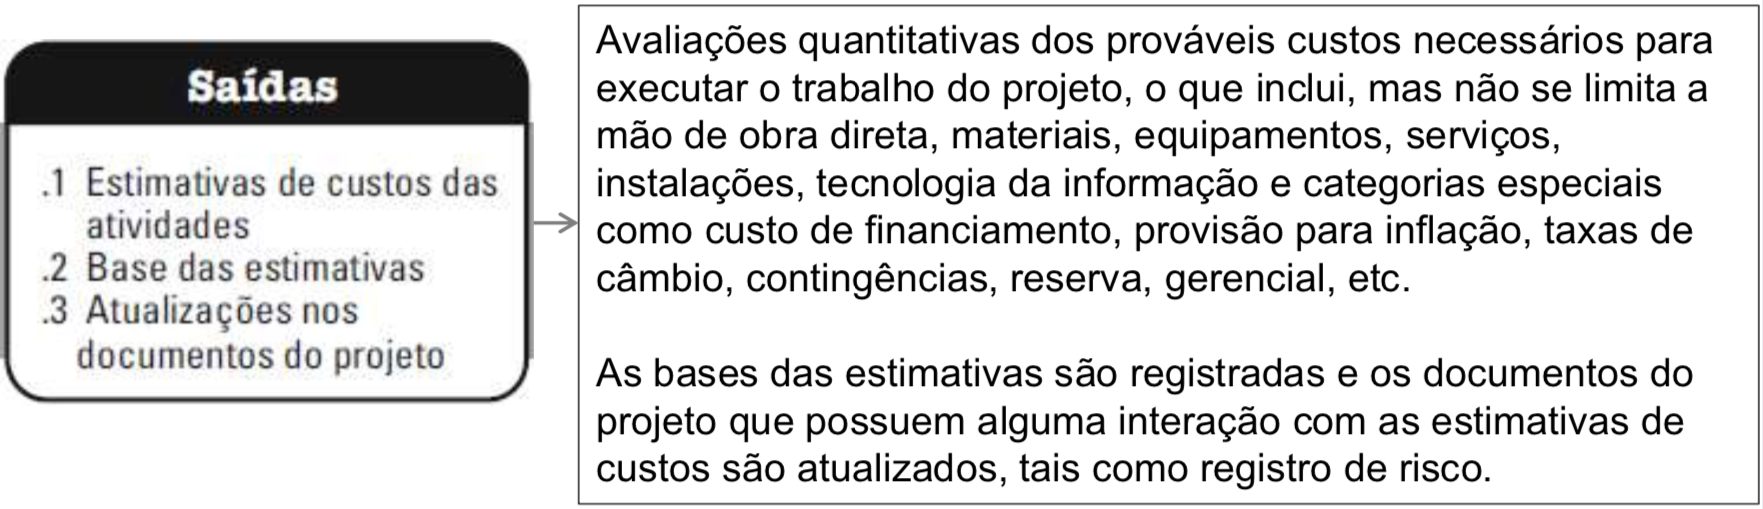 Saídas
.1 Estimativas de custos das
atividades
.2 Base das estimativas
.3 Atualizações nos
documentos do projeto
Avaliações quantitativas dos prováveis custos necessários para
executar o trabalho do projeto, o que inclui, mas não se limita a
mão de obra direta, materiais, equipamentos, serviços,
instalações, tecnologia da informação e categorias especiais
como custo de financiamento, provisão para inflação, taxas de
câmbio, contingências, reserva, gerencial, etc.
As bases das estimativas são registradas e os documentos do
projeto que possuem alguma interação com as estimativas de
custos são atualizados, tais como registro de risco.